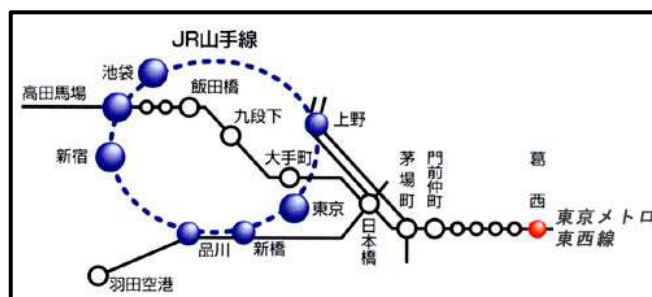 JR山手線
池袋
高田馬場
飯田橋
九段下
上野
新宿
大手町
茅場町
門前仲町
葛西
東京
日本橋
東京メトロ
東西線
品川
新橋
羽田空港